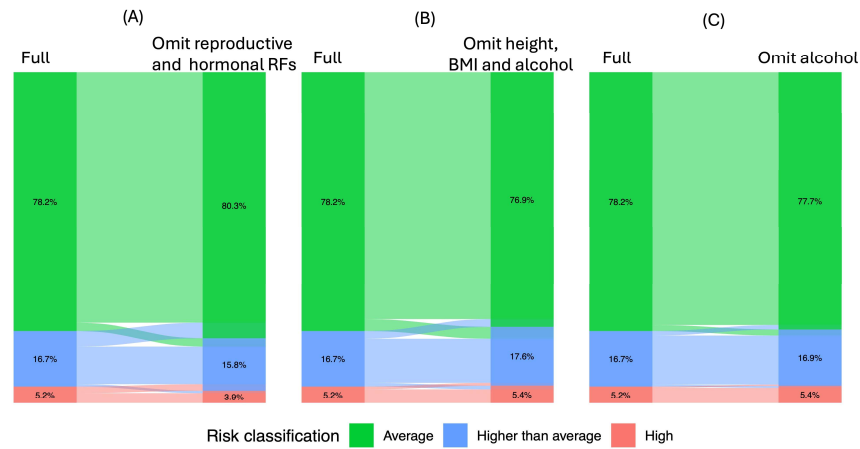 (A)
(B)
(C)
Full
Omit reproductive
and hormonal RFs
Full
Omit height,
BMI and alcohol
Full
Omit alcohol
78.2%
80.3%
78.2%
76.9%
78.2%
77.7%
16.7%
15.8%
16.7%
17.6%
16.7%
16.9%
5.2%
3.9%
5.2%
5.4%
5.2%
5.4%
Risk classification
Average
Higher than average
High